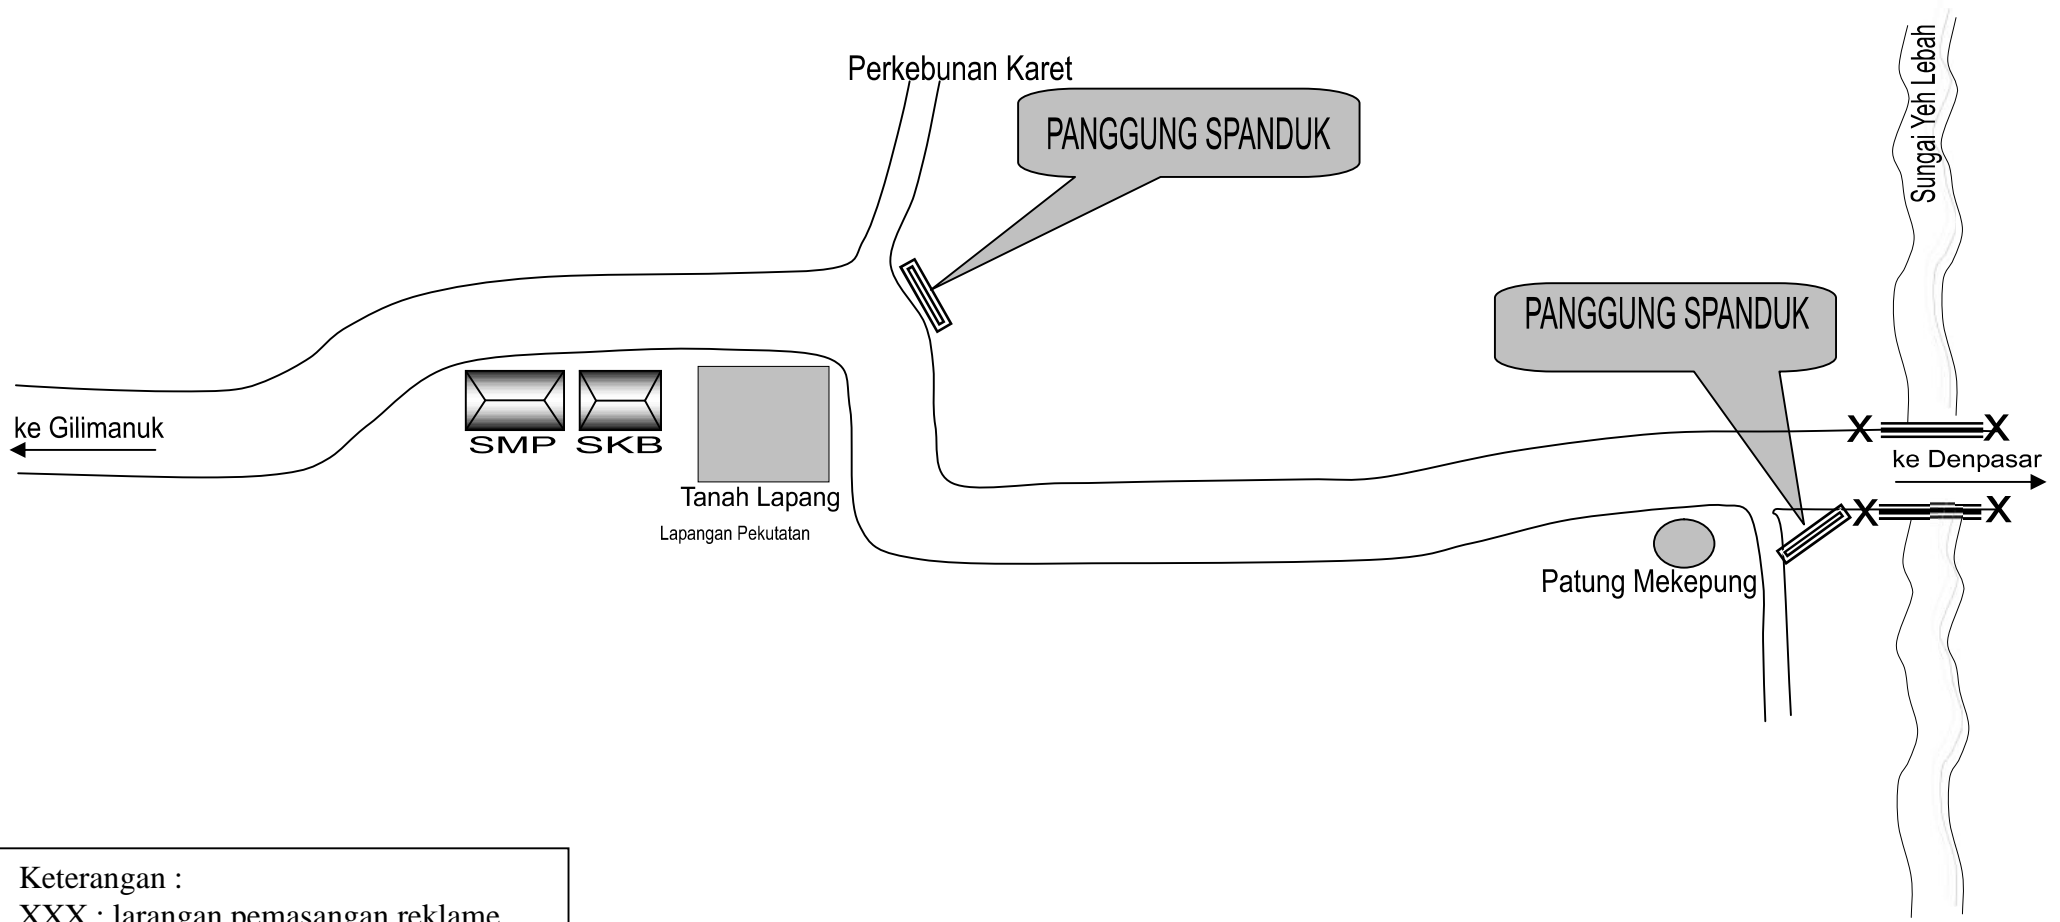 Perkebunan Karet
PANGGUNG SPANDUK
Sungai Yeh Lebah
PANGGUNG SPANDUK
ke Gilimanuk
SMP
SKB
Tanah Lapang
Lapangan Pekutatan
X
X
ke Denpasar
X
X
Patung Mekepung
Keterangan :
XXX : larangan pemasangan reklame